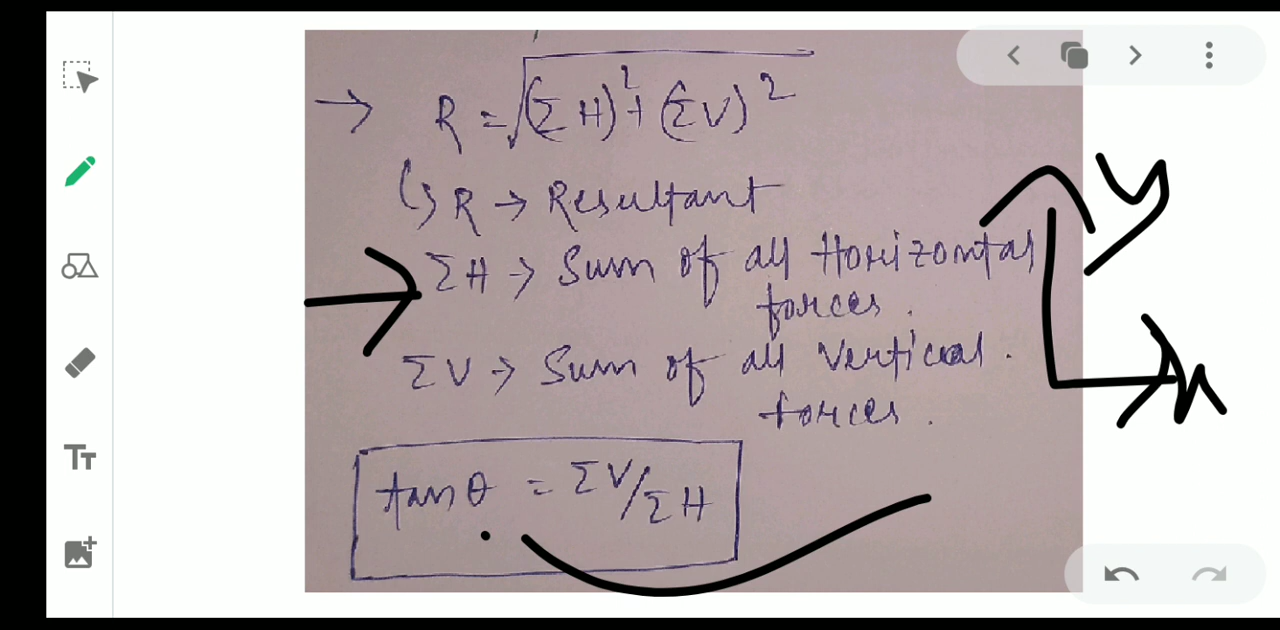 → R = √(ΣH)² + (ΣV)²
↳ R → Resultant
ΣH → Sum of all Horizontal
forces.
ΣV → Sum of all Vertical.
forces.
tanθ = ΣV/ΣH
y
x
Tт